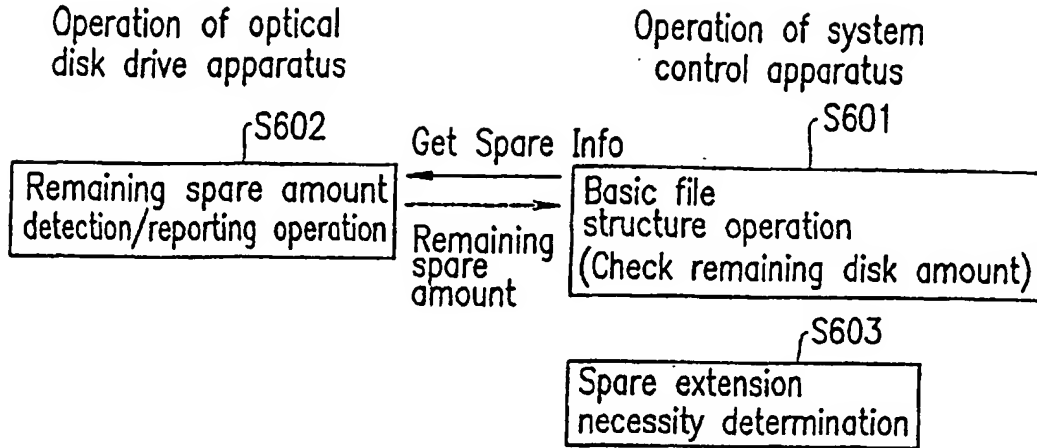 Operation of optical
disk drive apparatus
Operation of system
control apparatus
S602
Get Spare Info
S601
Remaining spare amount
detection/reporting operation
Remaining
spare
amount
Basic file
structure operation
(Check remaining disk amount)
S603
Spare extension
necessity determination